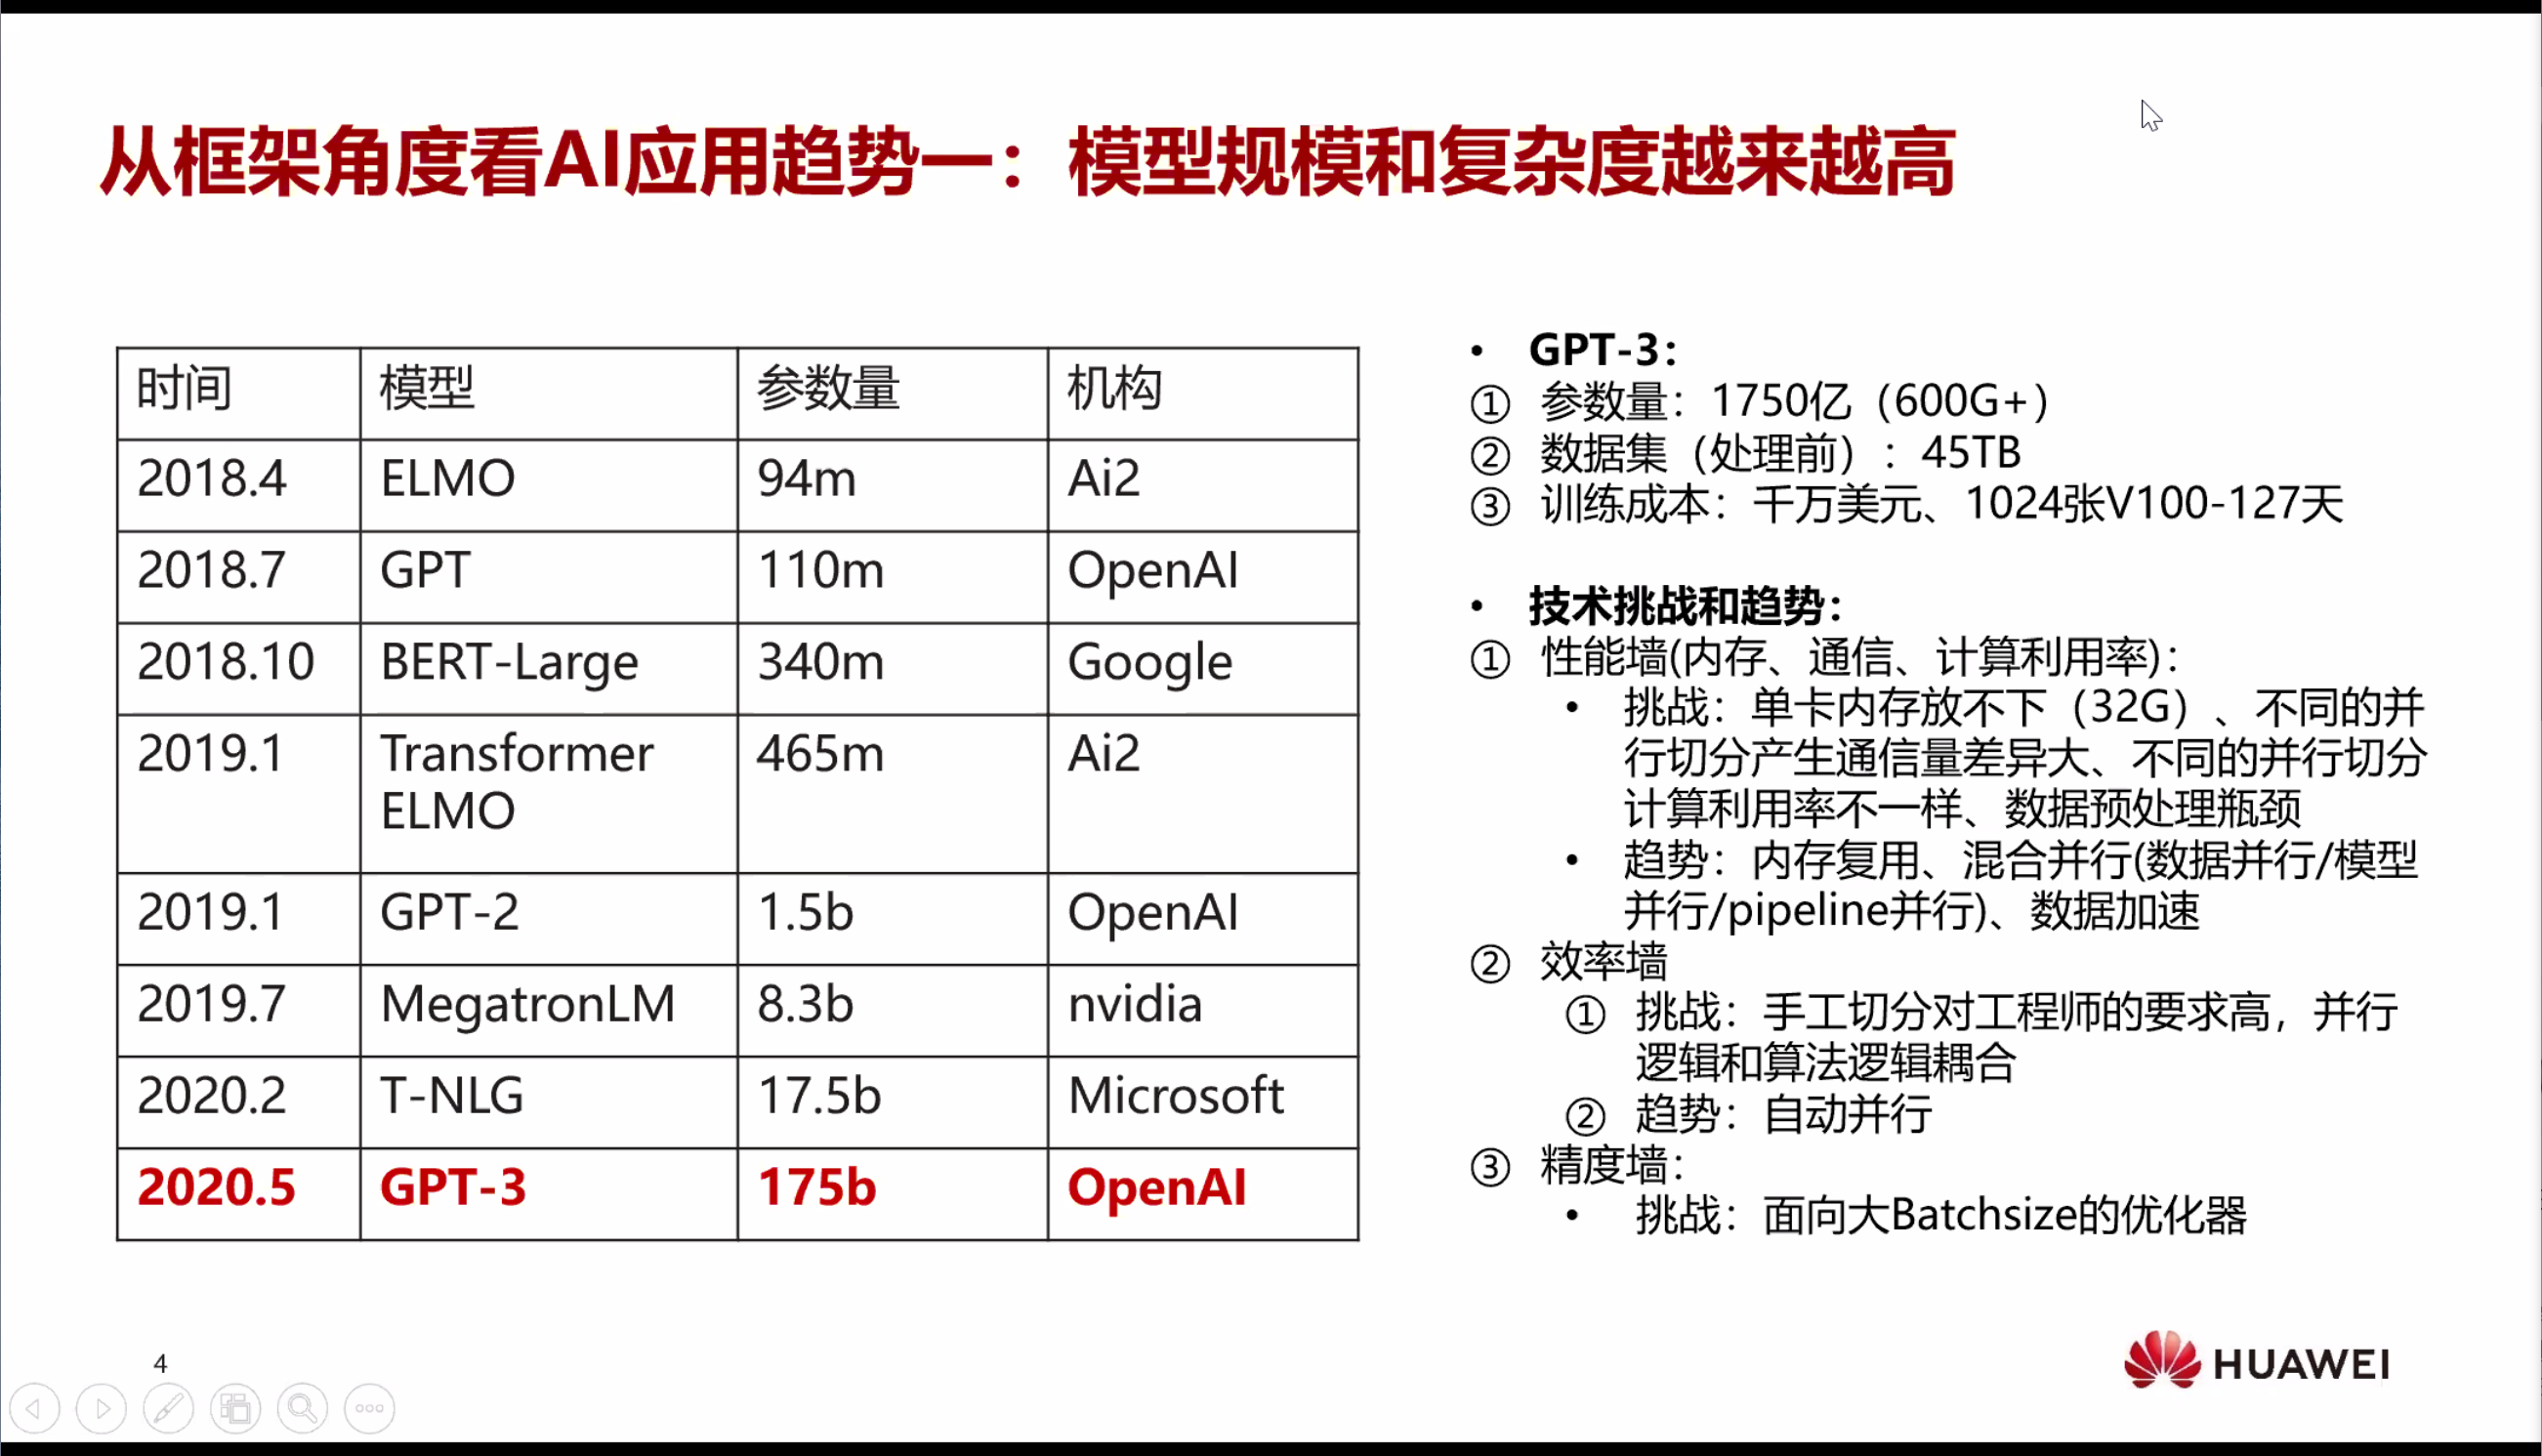 从框架角度看AI应用趋势一：模型规模和复杂度越来越高
时间 模型 参数量 机构
2018.4 ELMO 94m Ai2
2018.7 GPT 110m OpenAI
2018.10 BERT-Large 340m Google
2019.1 Transformer 465m Ai2
ELMO
2019.1 GPT-2 1.5b OpenAI
2019.7 MegatronLM 8.3b nvidia
2020.2 T-NLG 17.5b Microsoft
2020.5 GPT-3 175b OpenAI
• GPT-3：
① 参数量：1750亿（600G+）
② 数据集（处理前）：45TB
③ 训练成本：千万美元、1024张V100-127天
• 技术挑战和趋势：
① 性能墙(内存、通信、计算利用率)：
• 挑战：单卡内存放不下（32G）、不同的并
行切分产生通信量差异大、不同的并行切分
计算利用率不一样、数据预处理瓶颈
• 趋势：内存复用、混合并行(数据并行/模型
并行/pipeline并行)、数据加速
② 效率墙
① 挑战：手工切分对工程师的要求高，并行
逻辑和算法逻辑耦合
② 趋势：自动并行
③ 精度墙：
• 挑战：面向大Batchsize的优化器
4
HUAWEI